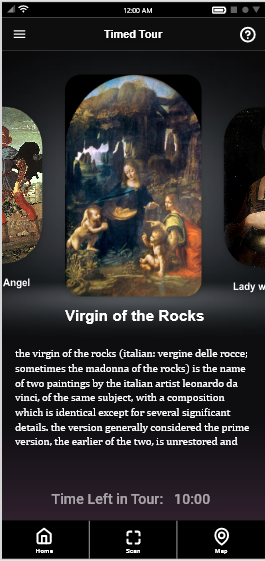 12:00 AM
Timed Tour
Angel
Lady w
Virgin of the Rocks
the virgin of the rocks (italian: vergine delle rocce;
sometimes the madonna of the rocks) is the name
of two paintings by the italian artist leonardo da
vinci, of the same subject, with a composition
which is identical except for several significant
details. the version generally considered the prime
version, the earlier of the two, is unrestored and
Time Left in Tour: 10:00
Home
Scan
Map